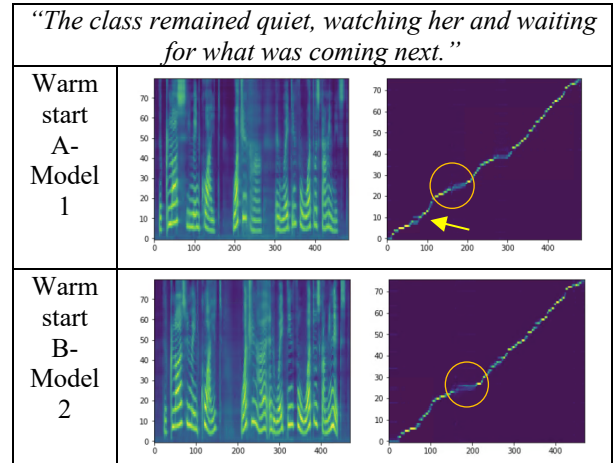 “The class remained quiet, watching her and waiting
for what was coming next.”
Warm
start
A-
Model
1
70
60
50
40
30
20
10
0
0 100 200 300 400
70
60
50
40
30
20
10
0
0 100 200 300 400
Warm
start
B-
Model
2
70
60
50
40
30
20
10
0
0 100 200 300 400
70
60
50
40
30
20
10
0
0 100 200 300 400